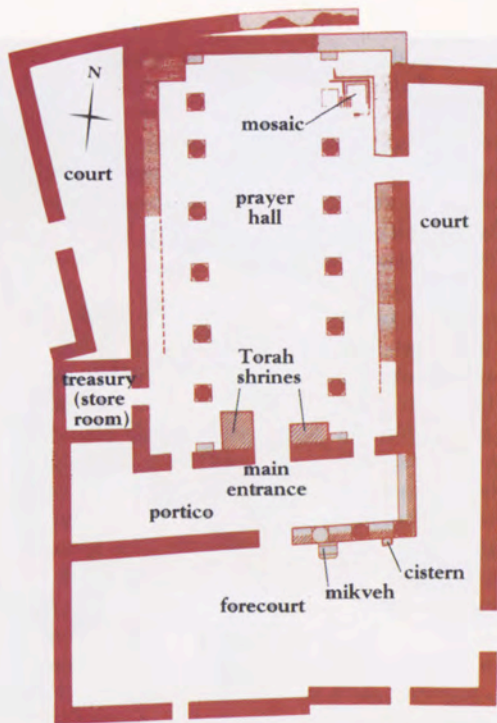 N
court
mosaic
prayer
hall
court
treasury
(store
room)
Torah
shrines
main
entrance
portico
cistern
mikveh
forecourt